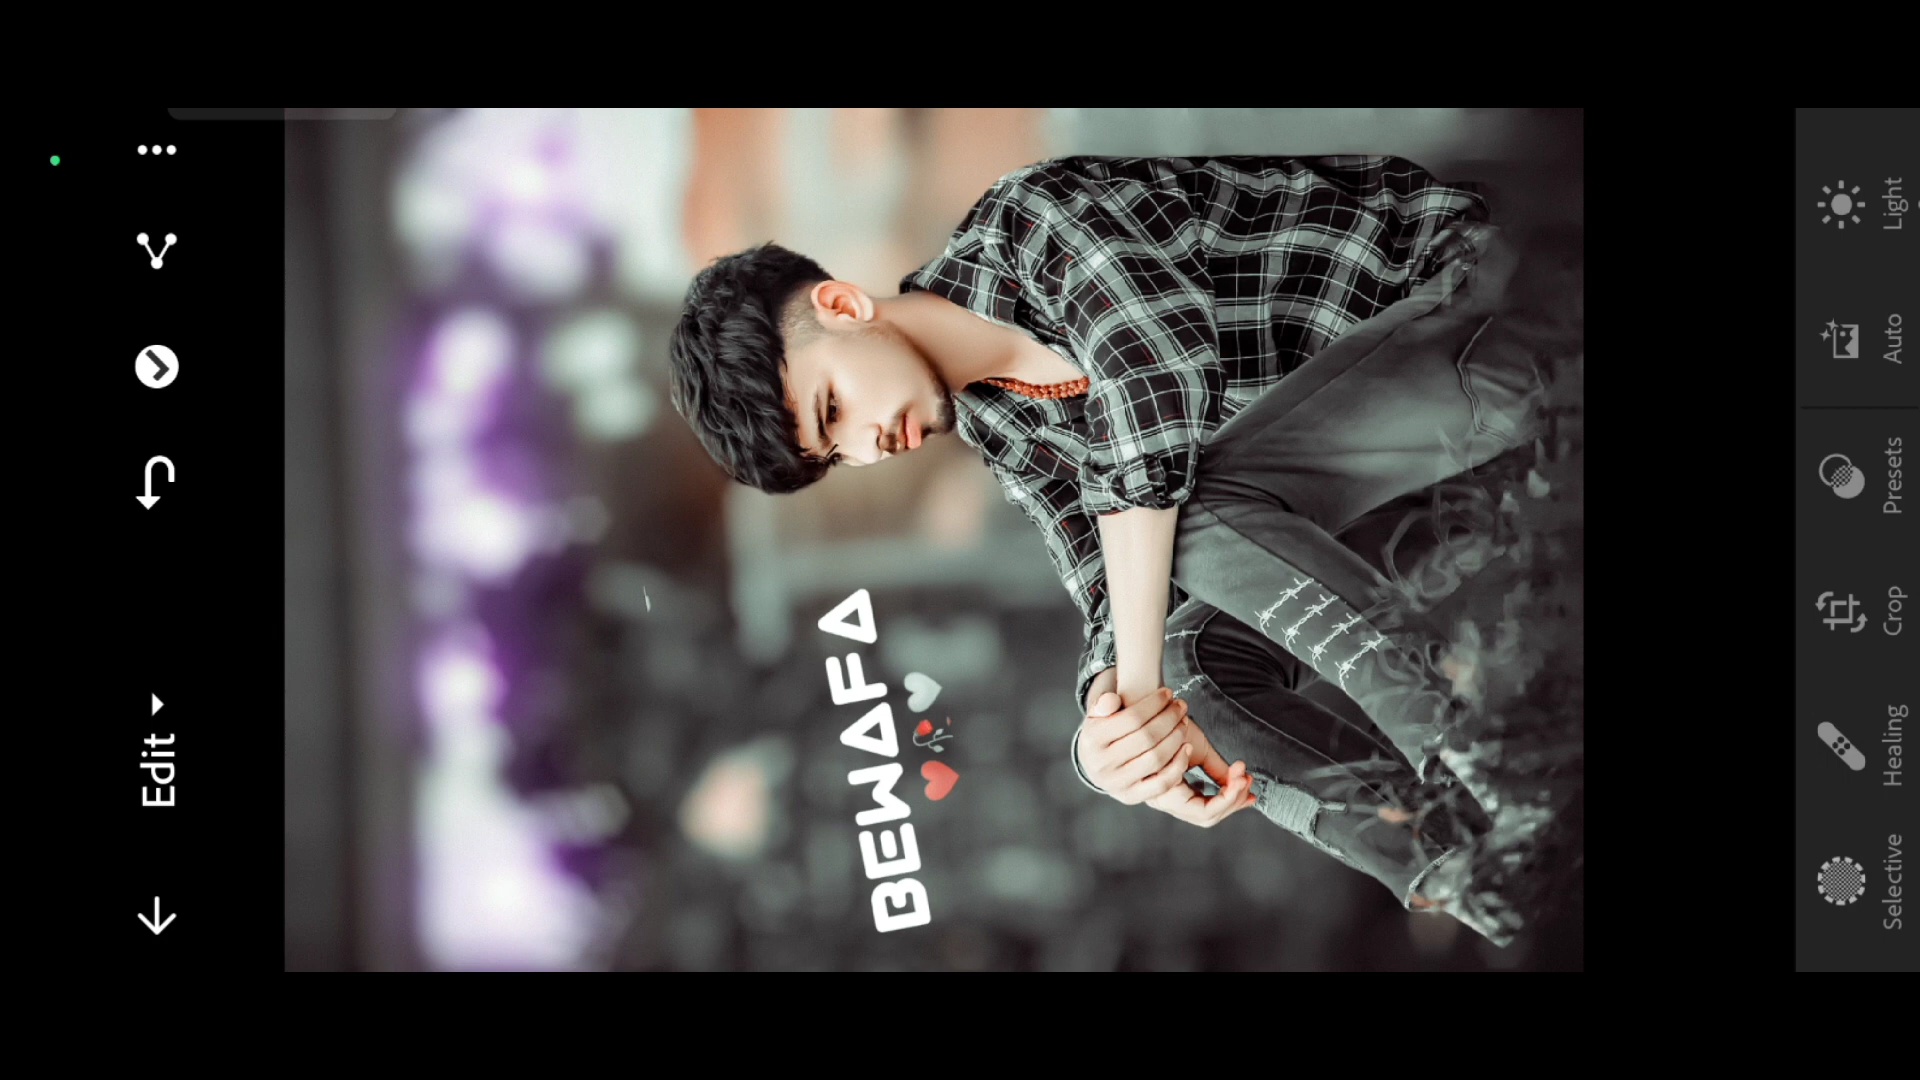 Edit
BEWAFA
Selective
Healing
Crop
Presets
Auto
Light